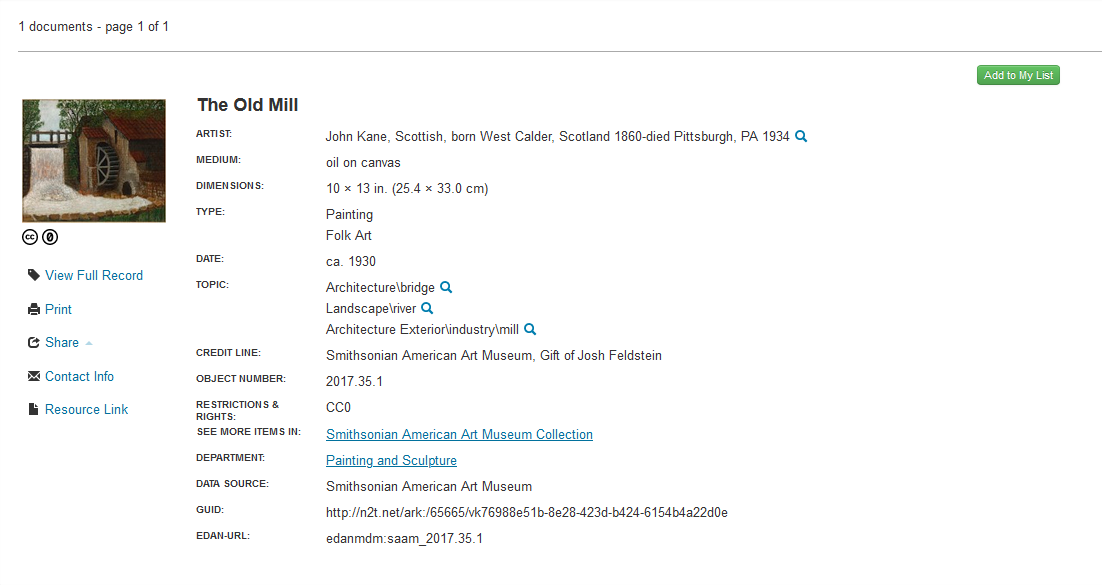 1 documents - page 1 of 1
Add to My List
The Old Mill
ARTIST: John Kane, Scottish, born West Calder, Scotland 1860-died Pittsburgh, PA 1934
MEDIUM: oil on canvas
DIMENSIONS: 10 × 13 in. (25.4 × 33.0 cm)
TYPE: Painting
Folk Art
DATE: ca. 1930
TOPIC: Architecture\bridge
Landscape\river
Architecture Exterior\industry\mill
CREDIT LINE: Smithsonian American Art Museum, Gift of Josh Feldstein
OBJECT NUMBER: 2017.35.1
RESTRICTIONS & RIGHTS: CC0
SEE MORE ITEMS IN: Smithsonian American Art Museum Collection
DEPARTMENT: Painting and Sculpture
DATA SOURCE: Smithsonian American Art Museum
GUID: http://n2t.net/ark:/65665/vk76988e51b-8e28-423d-b424-6154b4a22d0e
EDAN-URL: edanmdm:saam_2017.35.1
cc 0
View Full Record
Print
Share
Contact Info
Resource Link